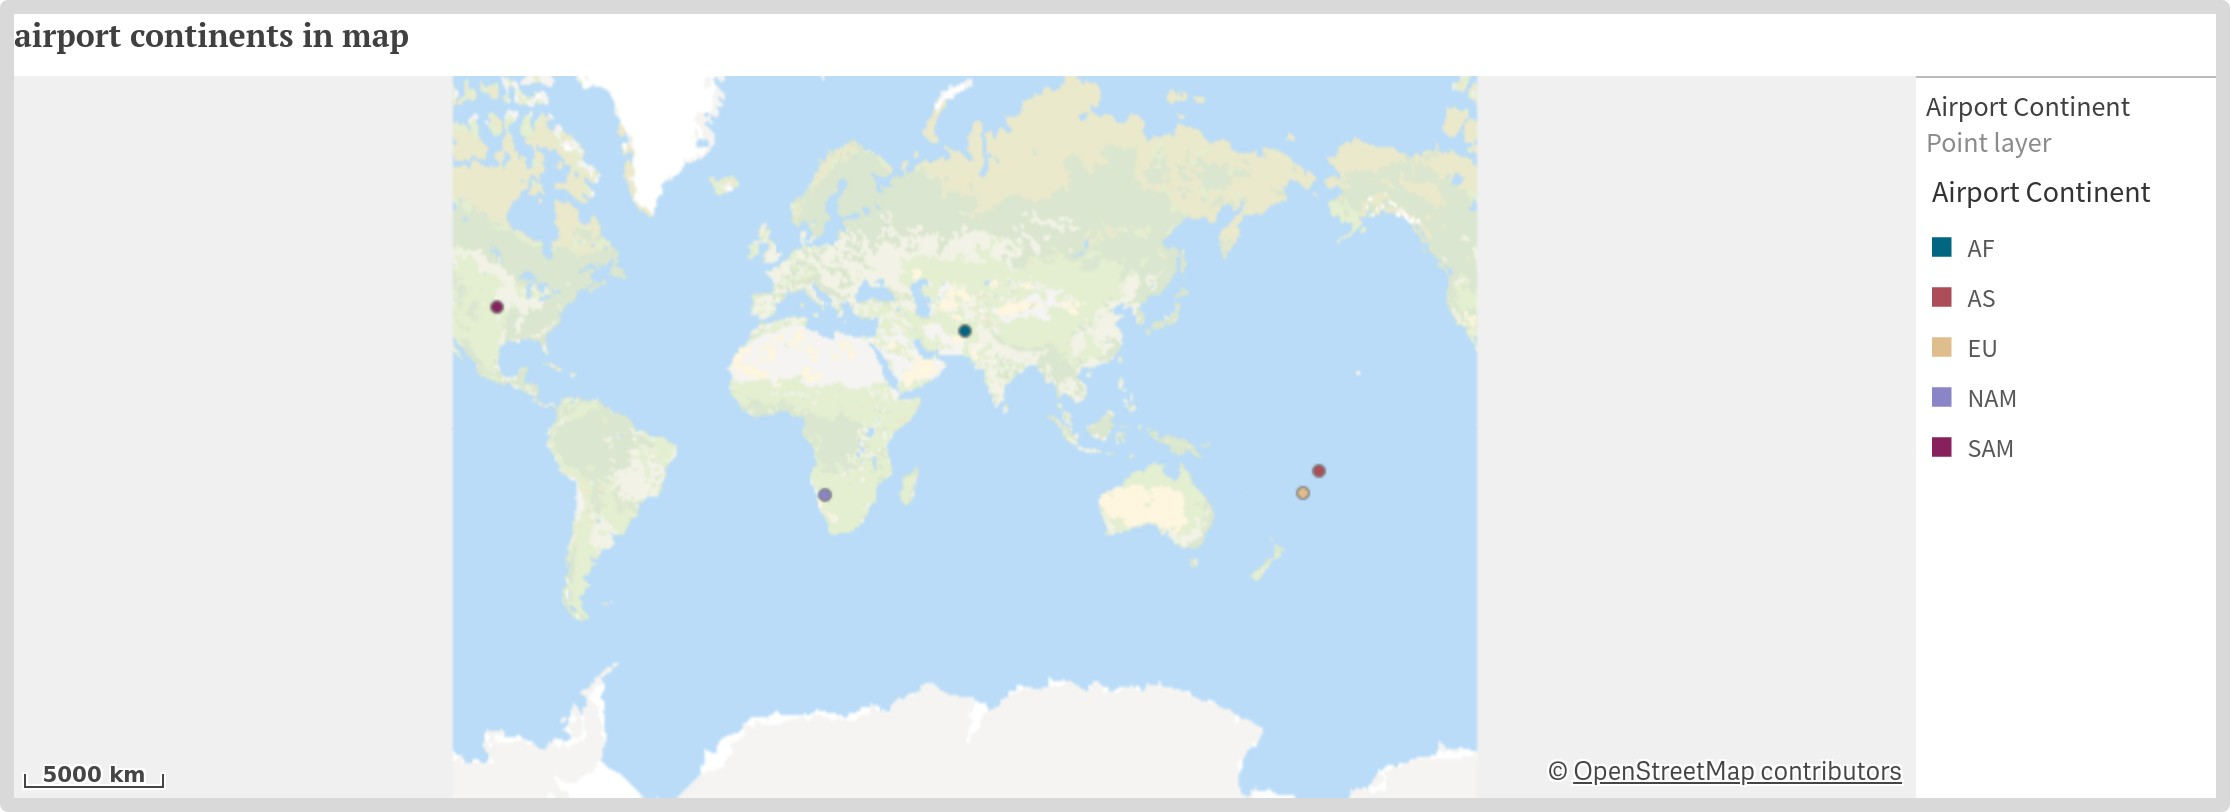 airport continents in map
Airport Continent
Point layer
Airport Continent
AF
AS
EU
NAM
SAM
5000 km
© OpenStreetMap contributors